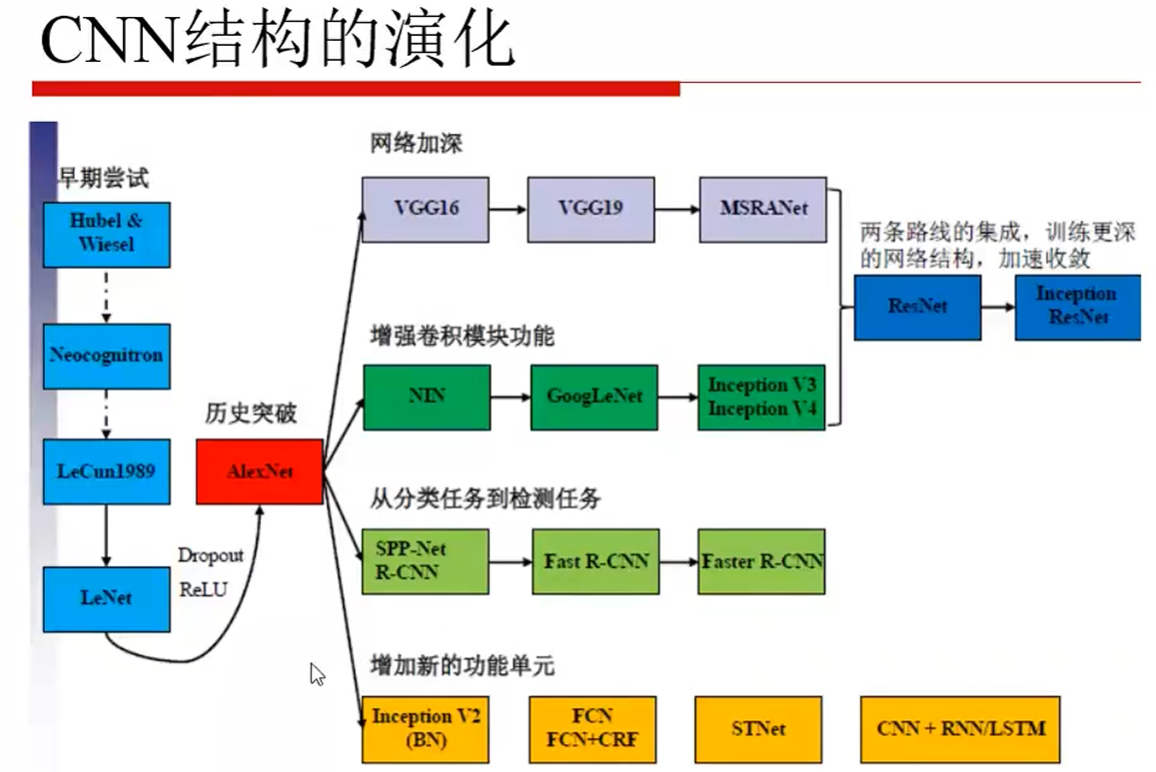 CNN结构的演化
早期尝试
Hubel &
Wiesel
Neocognitron
LeCun1989
LeNet
Dropout
ReLU
历史突破
AlexNet
网络加深
VGG16
VGG19
MSRANet
增强卷积模块功能
NIN
GoogLeNet
Inception V3
Inception V4
两条路线的集成，训练更深
的网络结构，加速收敛
ResNet
Inception
ResNet
从分类任务到检测任务
SPP-Net
R-CNN
Fast R-CNN
Faster R-CNN
增加新的功能单元
Inception V2
(BN)
FCN
FCN+CRF
STNet
CNN + RNN/LSTM